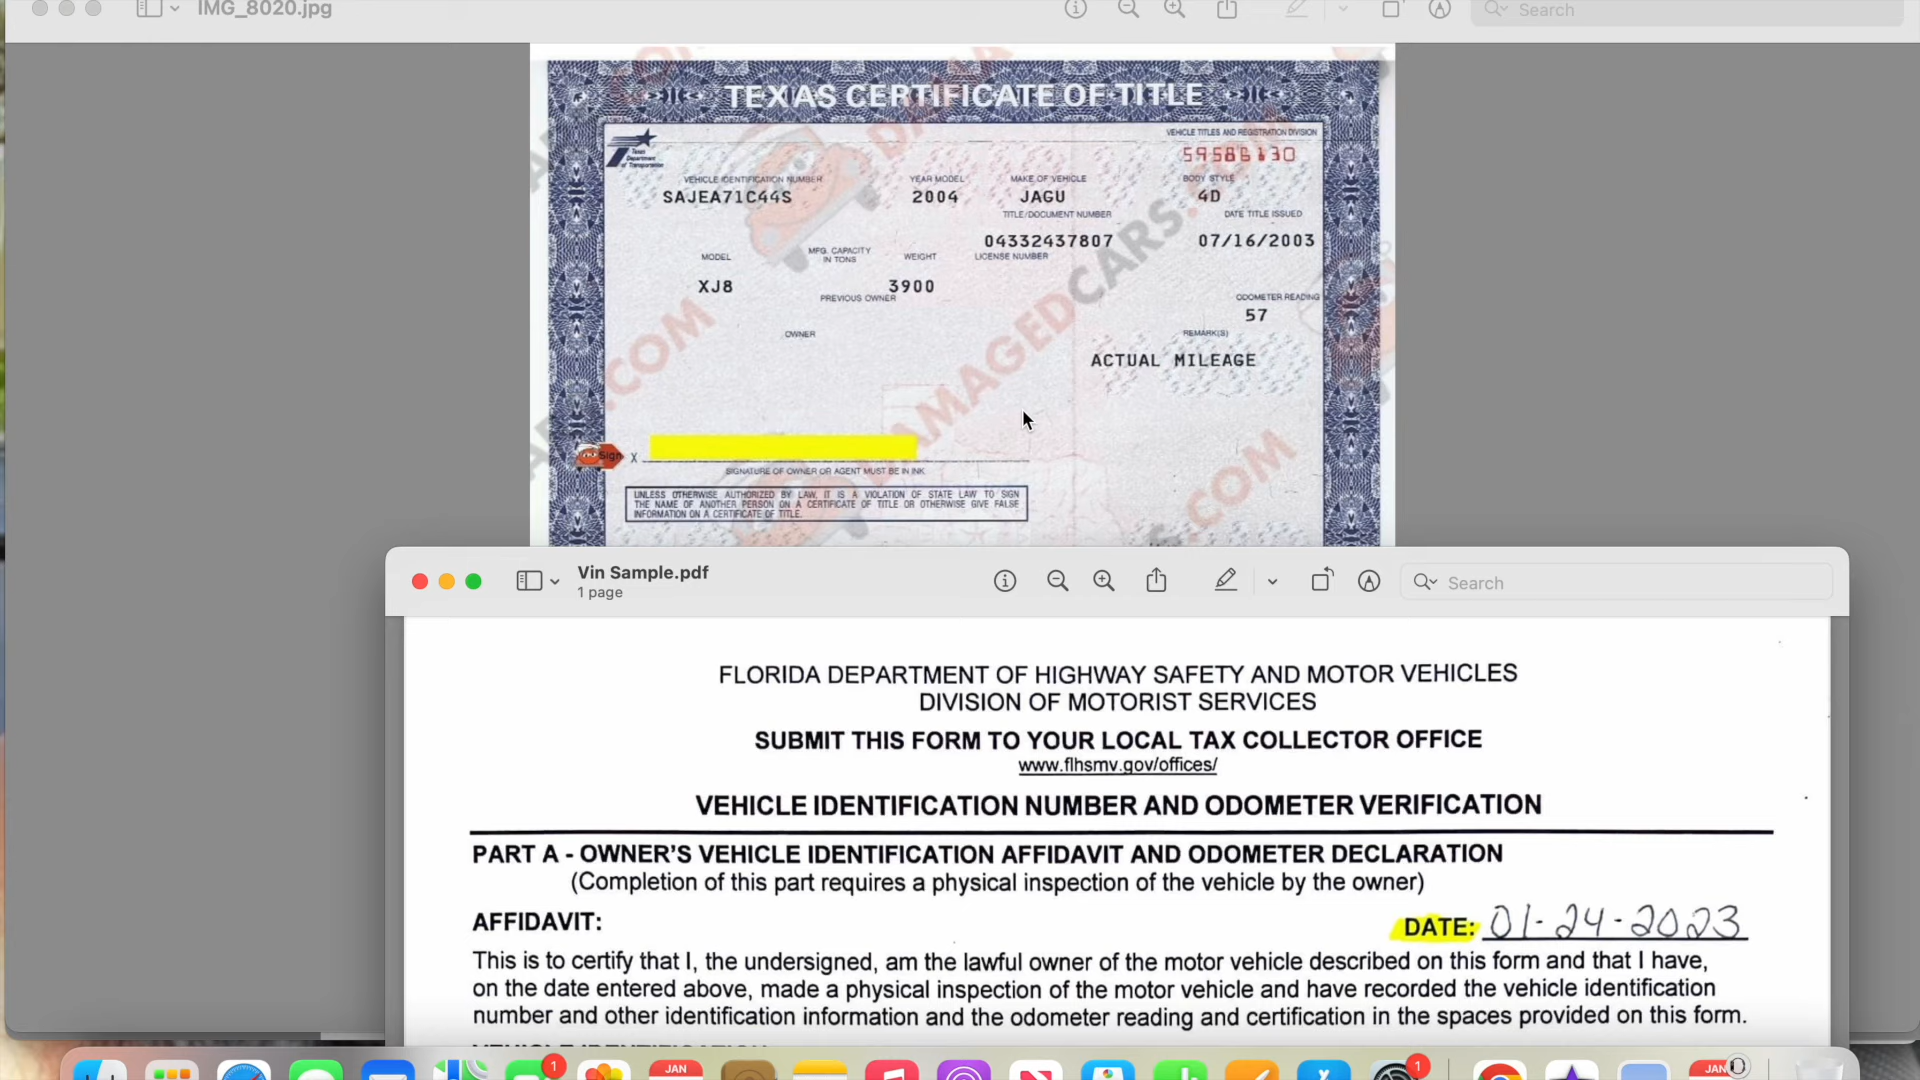 IMG_8020.jpg
Search
TEXAS CERTIFICATE OF TITLE
Texas
Department
of Transportation
VEHICLE TITLES AND REGISTRATION DIVISION
VEHICLE IDENTIFICATION NUMBER YEAR MODEL MAKE OF VEHICLE BODY STYLE
SAJEA71C44S 2004 JAGU 4D
TITLE/DOCUMENT NUMBER DATE TITLE ISSUED
04332437807 07/16/2003
MODEL MFG. CAPACITY IN TONS WEIGHT LICENSE NUMBER
XJ8 3900
PREVIOUS OWNER ODOMETER READING
57
OWNER REMARK(S)
ACTUAL MILEAGE
DAMAGEDCARS.COM
Sign X
SIGNATURE OF OWNER OR AGENT MUST BE IN INK
UNLESS OTHERWISE AUTHORIZED BY LAW, IT IS A VIOLATION OF STATE LAW TO SIGN
THE NAME OF ANOTHER PERSON ON A CERTIFICATE OF TITLE OR OTHERWISE GIVE FALSE
INFORMATION ON A CERTIFICATE OF TITLE.
Vin Sample.pdf
1 page
Search
FLORIDA DEPARTMENT OF HIGHWAY SAFETY AND MOTOR VEHICLES
DIVISION OF MOTORIST SERVICES
SUBMIT THIS FORM TO YOUR LOCAL TAX COLLECTOR OFFICE
www.flhsmv.gov/offices/
VEHICLE IDENTIFICATION NUMBER AND ODOMETER VERIFICATION
PART A - OWNER'S VEHICLE IDENTIFICATION AFFIDAVIT AND ODOMETER DECLARATION
(Completion of this part requires a physical inspection of the vehicle by the owner)
AFFIDAVIT: DATE: 01-24-2023
This is to certify that I, the undersigned, am the lawful owner of the motor vehicle described on this form and that I have,
on the date entered above, made a physical inspection of the motor vehicle and have recorded the vehicle identification
number and other identification information and the odometer reading and certification in the spaces provided on this form.
1
JAN
1
JAN